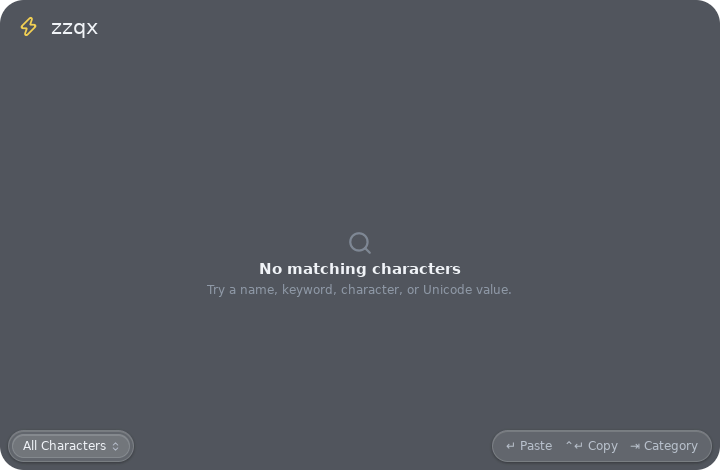 zzqx
No matching characters
Try a name, keyword, character, or Unicode value.
All Characters
↵ Paste ⌃↵ Copy ⇥ Category